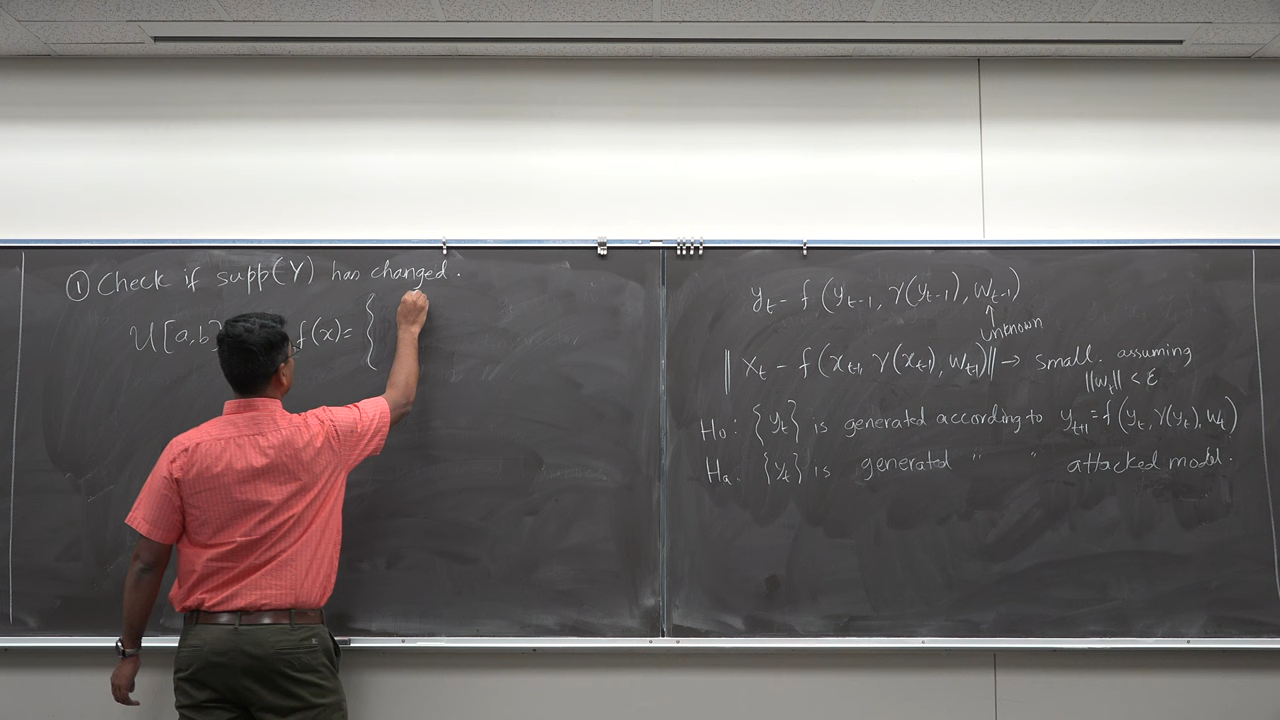 ① Check if supp(Y) has changed.
U[a,b] f(x)= {
y_t - f(y_{t-1}, γ(y_{t-1}), w_{t-1})
↑
unknown
‖x_t - f(x_{t-1}, γ(x_{t-1}), w_{t-1})‖ → small. assuming
‖w_t‖ < ε
H_0: {y_t} is generated according to y_{t+1} = f(y_t, γ(y_t), w_t)
H_a: {y_t} is generated " " attacked model.